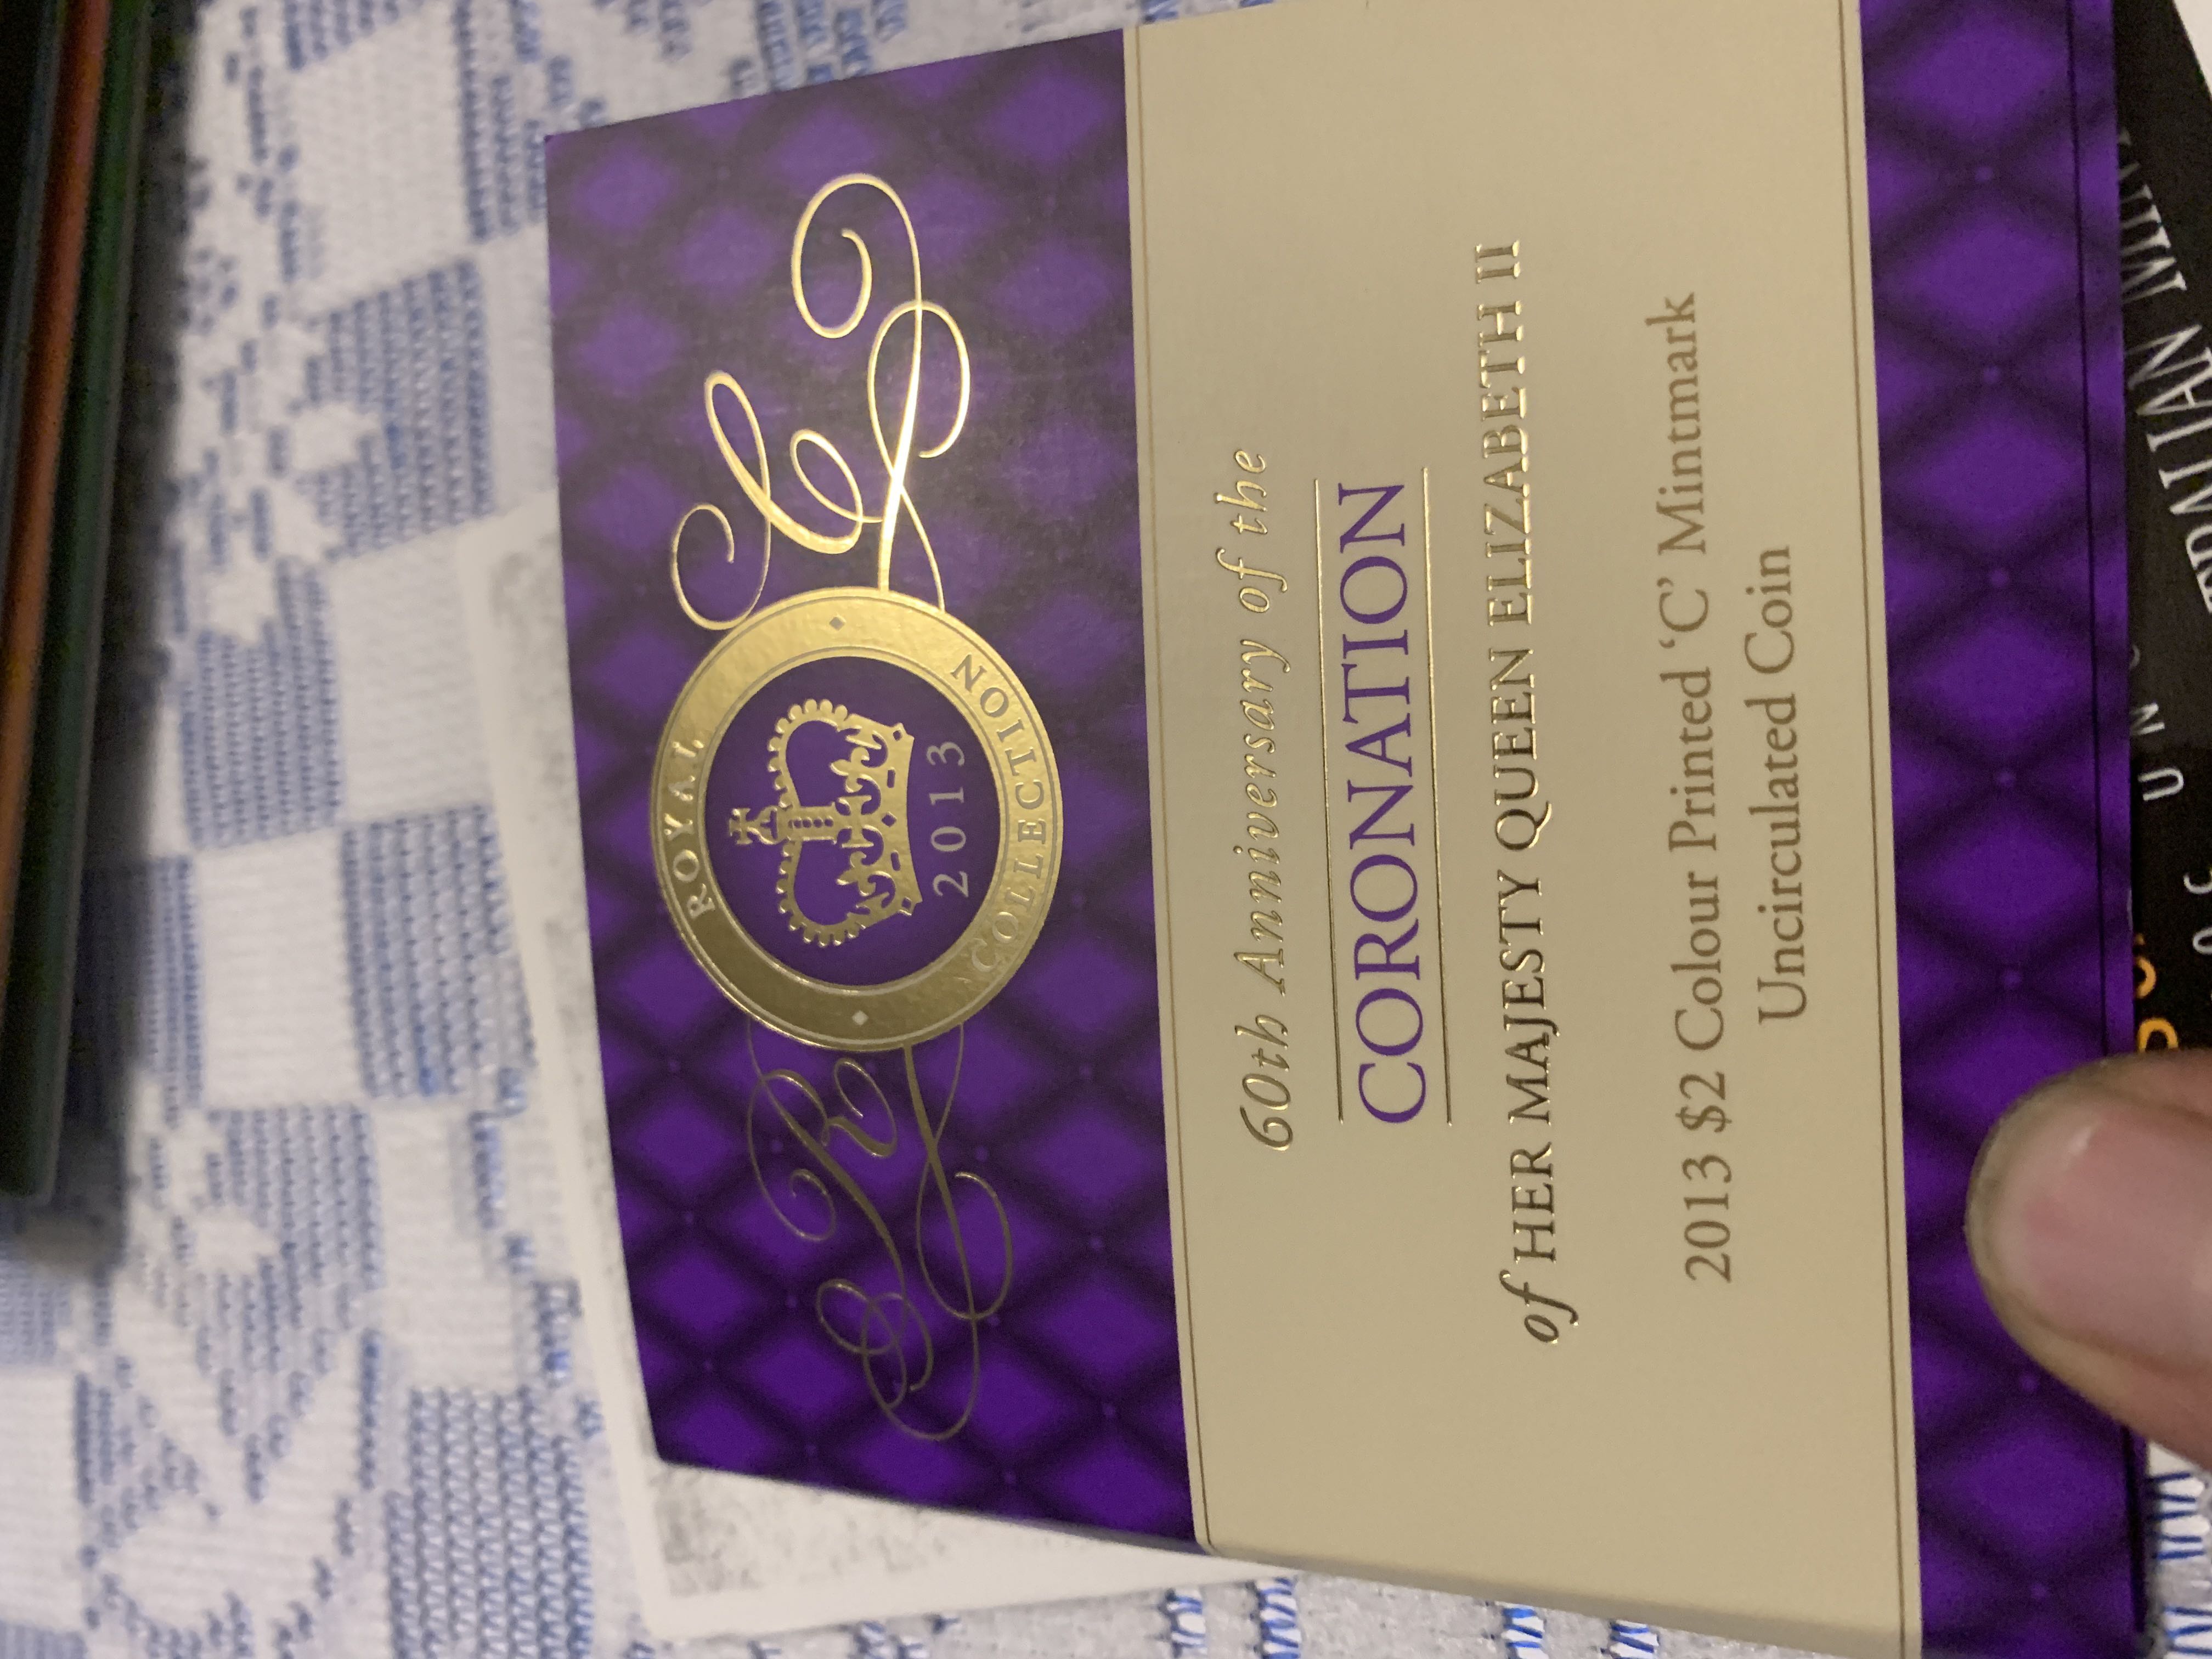 ROYAL
2013
COLLECTION
60th Anniversary of the
CORONATION
of HER MAJESTY QUEEN ELIZABETH II
2013 $2 Colour Printed 'C' Mintmark
Uncirculated Coin